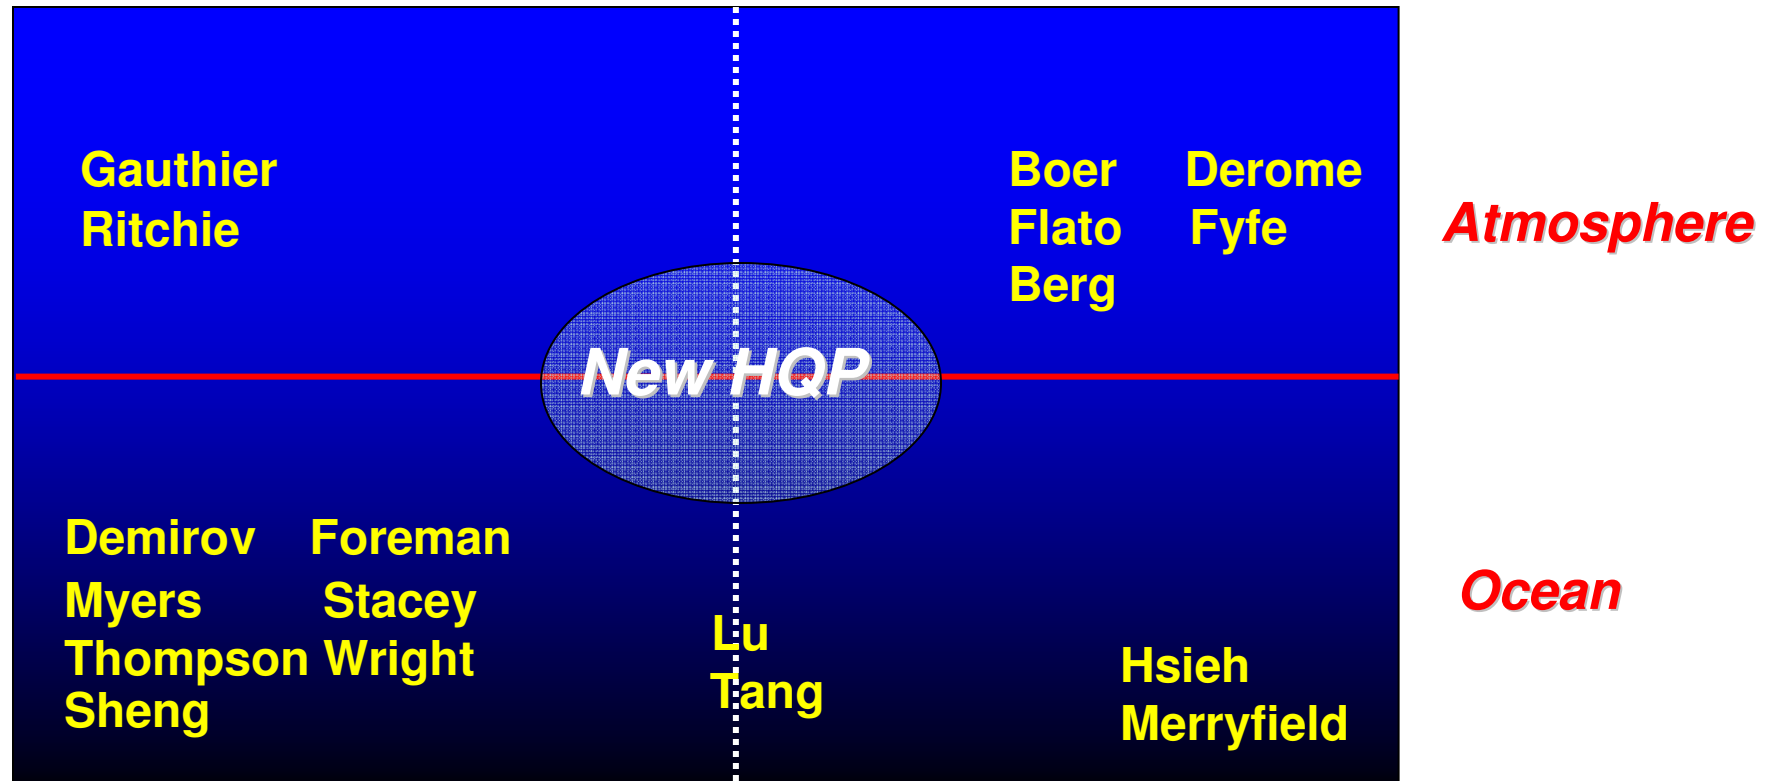 Gauthier
Ritchie
Boer Derome
Flato Fyfe
Berg
Atmosphere
New HQP
Demirov Foreman
Myers Stacey
Thompson Wright
Sheng
Lu
Tang
Hsieh
Merryfield
Ocean